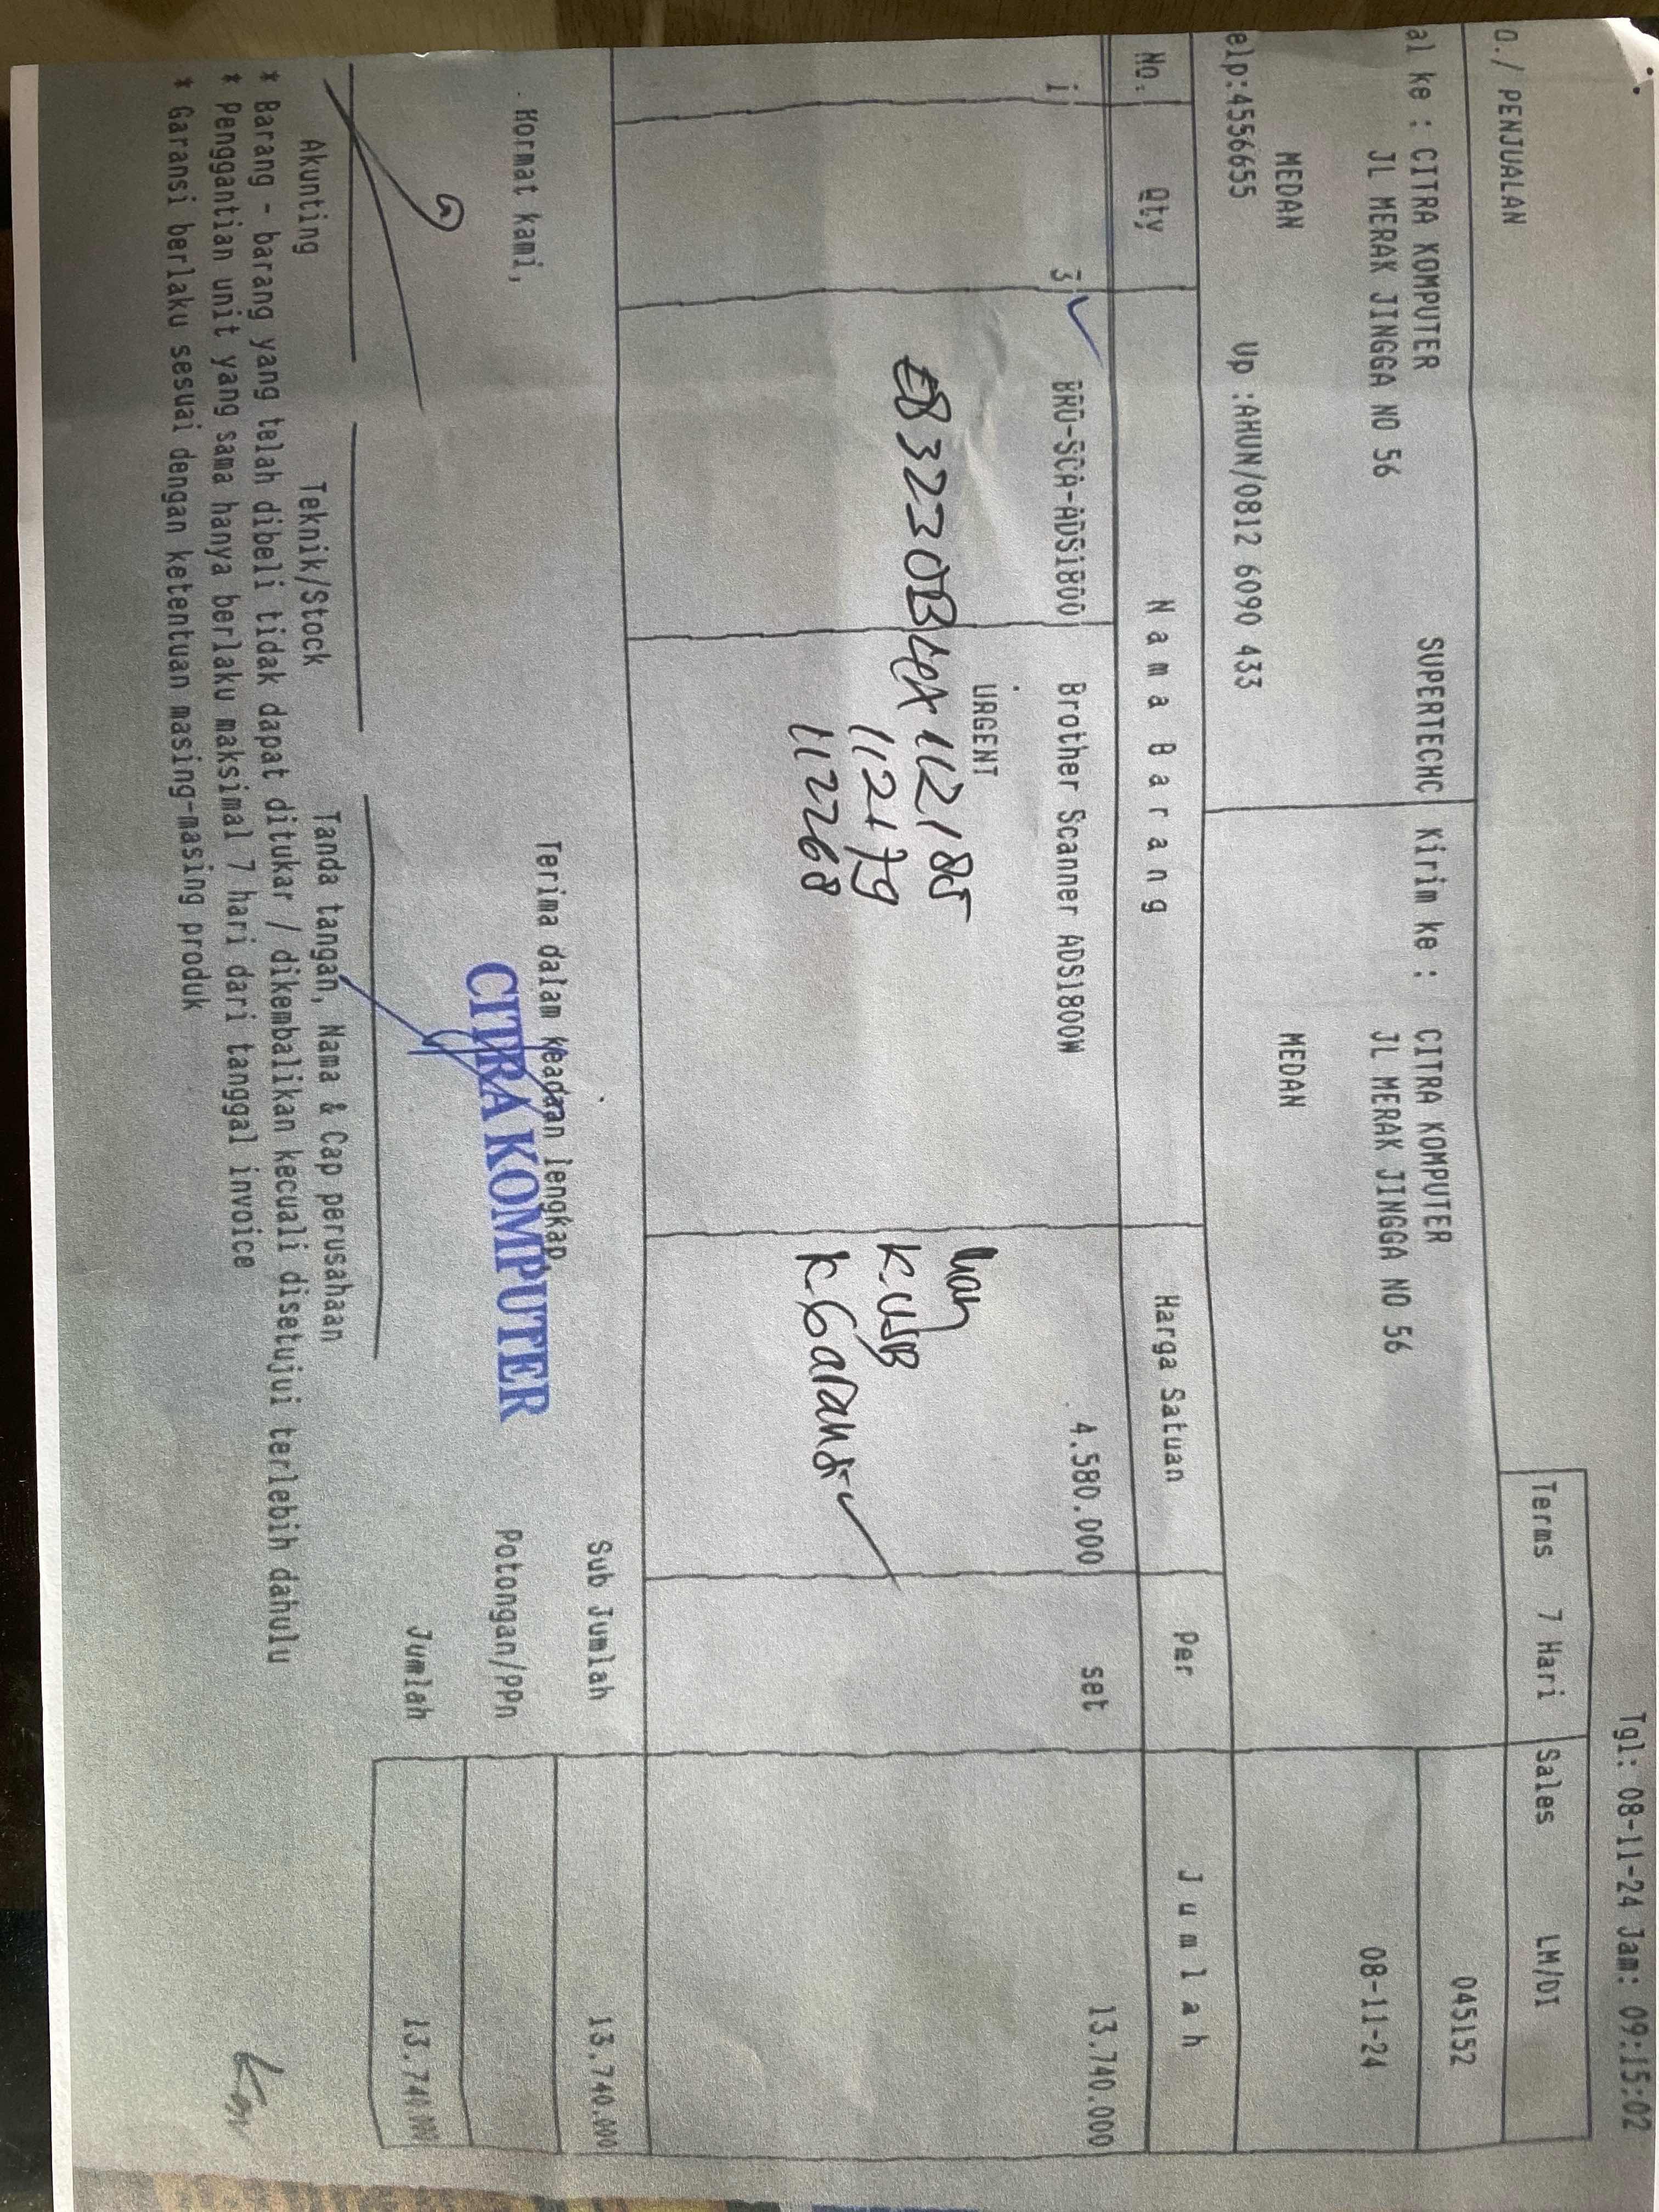 Tgl: 08-11-24 Jam: 09:15:02
O./ PENJUALAN
Terms 7 Hari Sales LM/DI
al ke : CITRA KOMPUTER SUPERTECHC Kirim ke : CITRA KOMPUTER 045152
JL MERAK JINGGA NO 56 JL MERAK JINGGA NO 56 08-11-24
MEDAN MEDAN
elp:4556655 Up :AHUN/0812 6090 433
No. Qty Nama Barang Harga Satuan Per Jumlah
1 3 BRO-SCA-ADS1800 Brother Scanner ADS1800W 4.580.000 set 13.740.000
URGENT
112185
K.USB
112268 K-Garansi
Sub Jumlah 13.740.000
Hormat kami, Terima dalam keadaan lengkap,
CITRA KOMPUTER
Potongan/PPn
Jumlah 13.740.000
Akunting Teknik/Stock Tanda tangan, Nama & Cap perusahaan
* Barang - barang yang telah dibeli tidak dapat ditukar / dikembalikan kecuali disetujui terlebih dahulu
* Penggantian unit yang sama hanya berlaku maksimal 7 hari dari tanggal invoice
* Garansi berlaku sesuai dengan ketentuan masing-masing produk